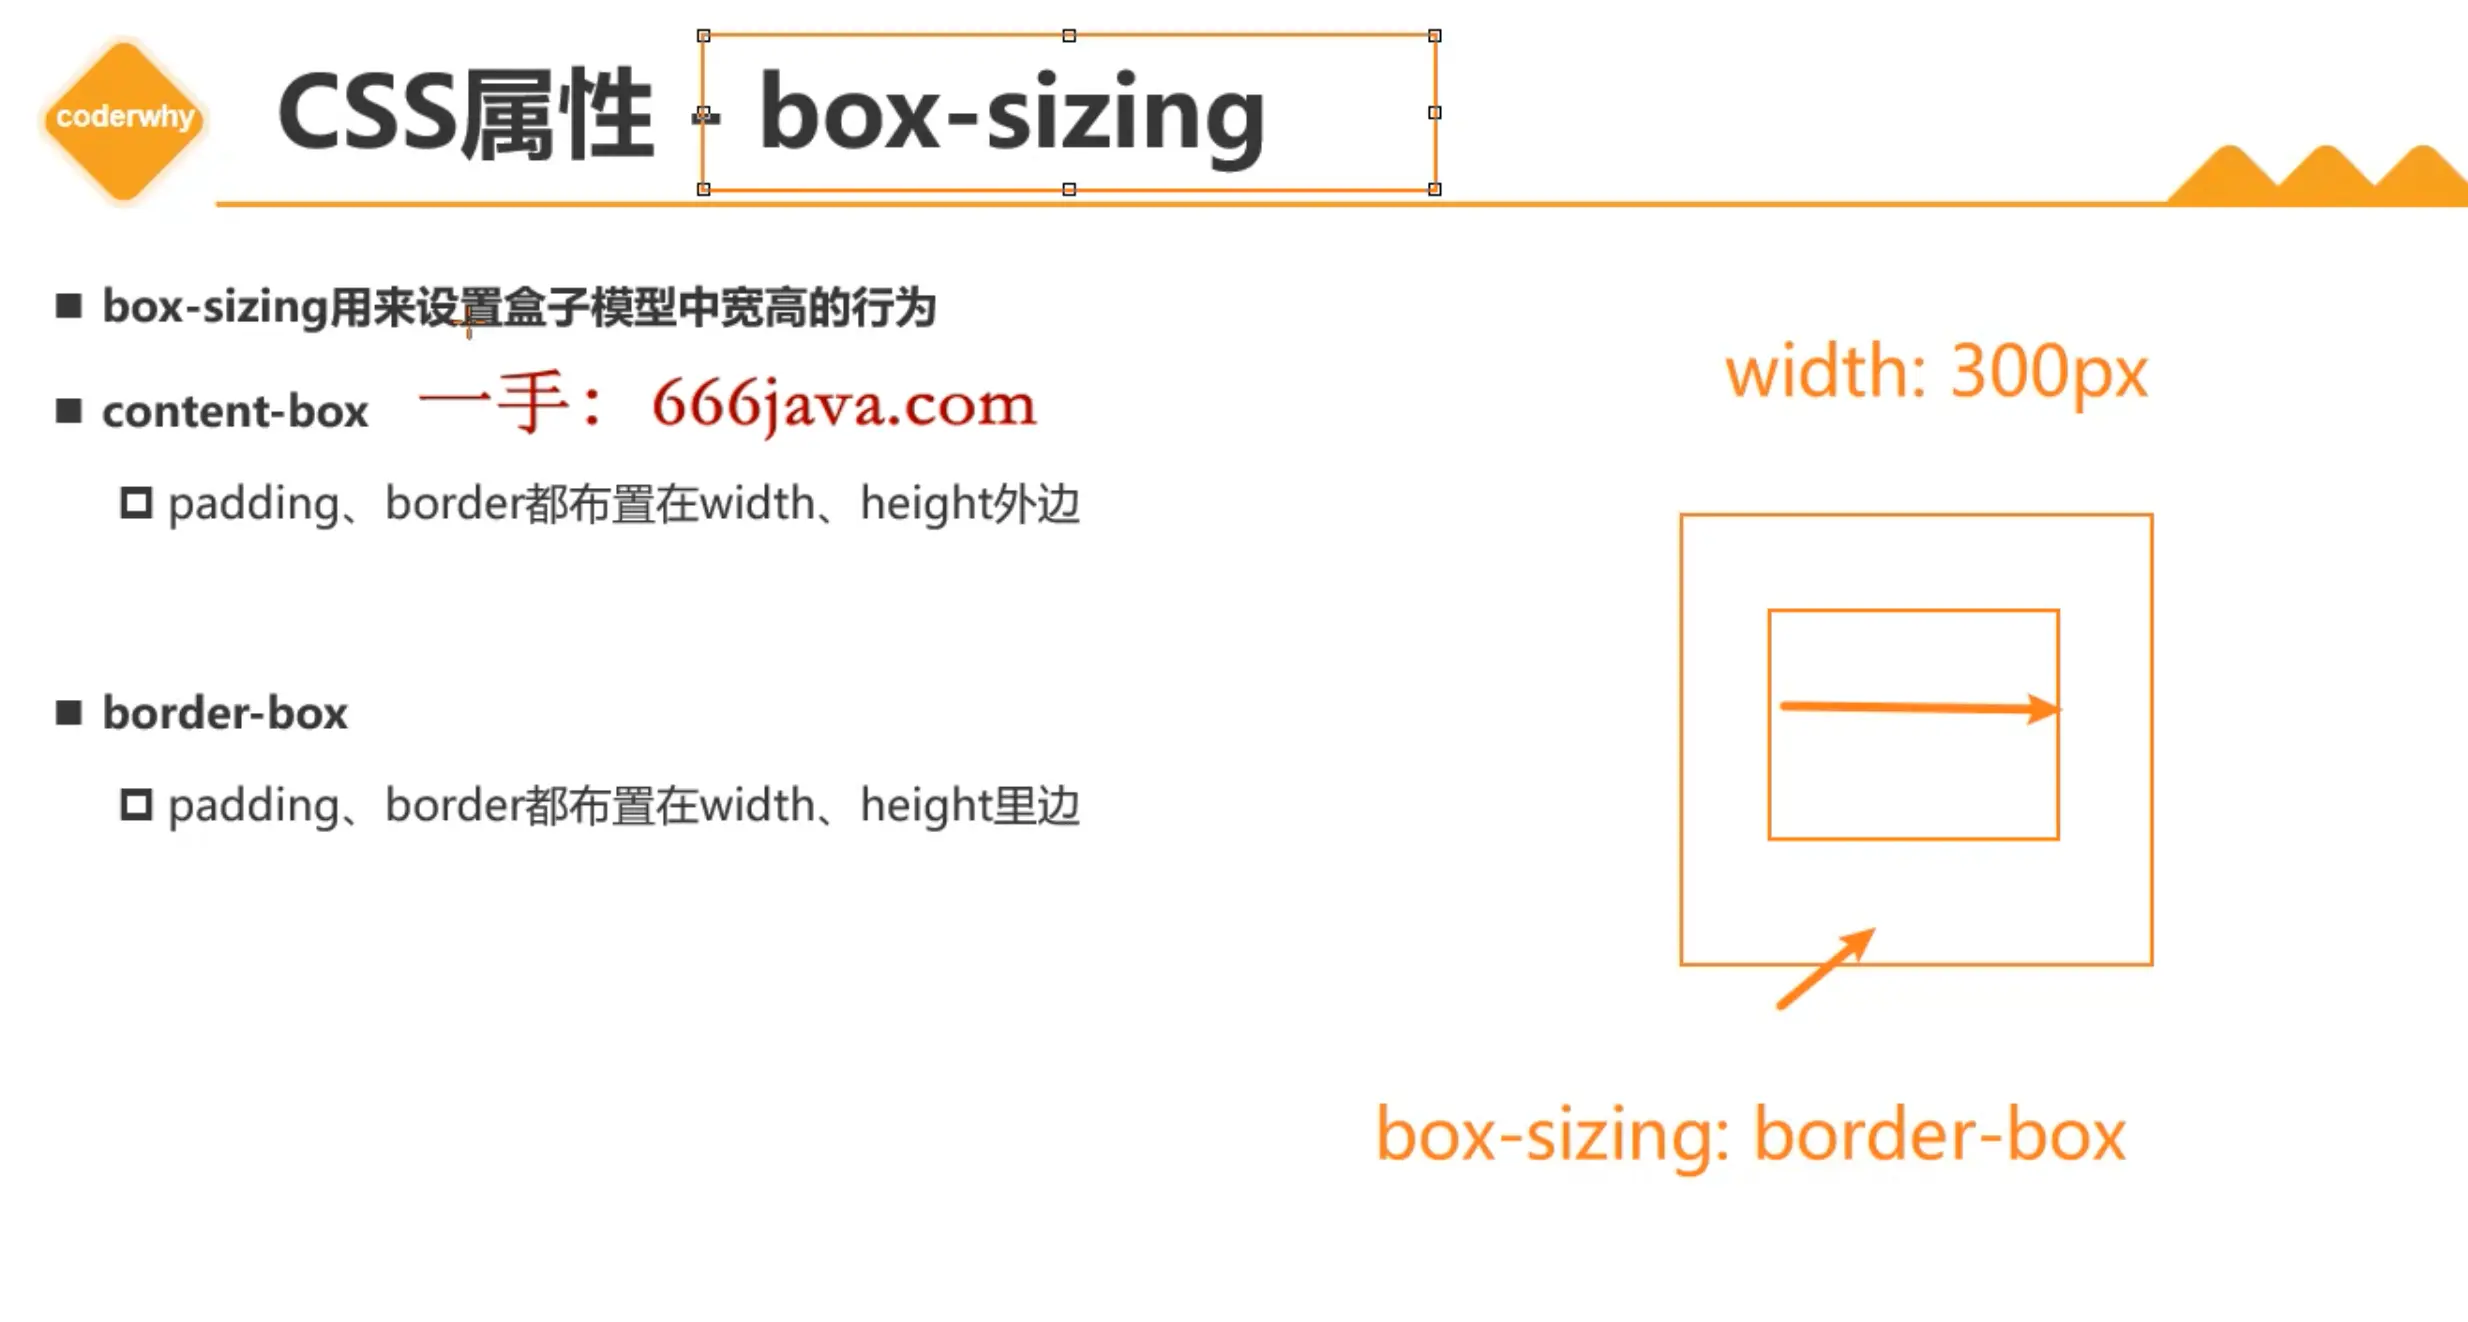 coderwhy
CSS属性 - box-sizing
box-sizing用来设置盒子模型中宽高的行为
content-box
一手：666java.com
padding、border都布置在width、height外边
border-box
padding、border都布置在width、height里边
width: 300px
box-sizing: border-box